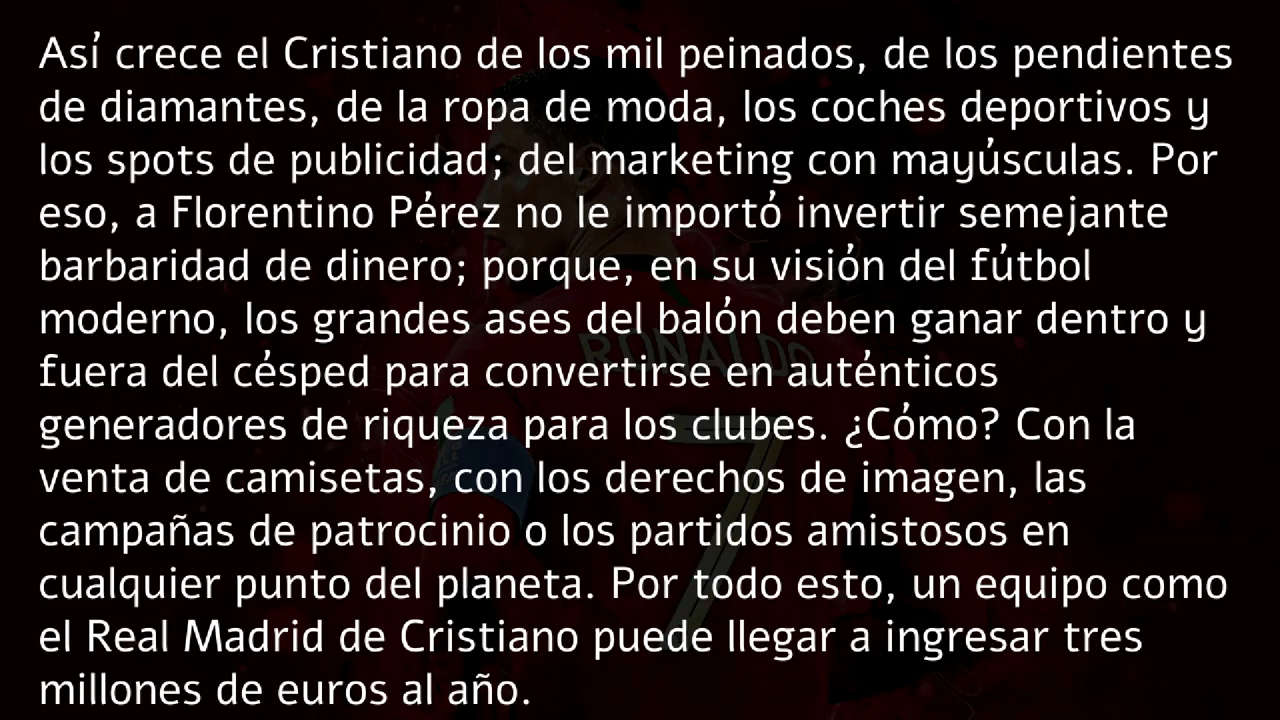 Así crece el Cristiano de los mil peinados, de los pendientes
de diamantes, de la ropa de moda, los coches deportivos y
los spots de publicidad; del marketing con mayúsculas. Por
eso, a Florentino Pérez no le importó invertir semejante
barbaridad de dinero; porque, en su visión del fútbol
moderno, los grandes ases del balón deben ganar dentro y
fuera del césped para convertirse en auténticos
generadores de riqueza para los clubes. ¿Cómo? Con la
venta de camisetas, con los derechos de imagen, las
campañas de patrocinio o los partidos amistosos en
cualquier punto del planeta. Por todo esto, un equipo como
el Real Madrid de Cristiano puede llegar a ingresar tres
millones de euros al año.
RONALDO
7